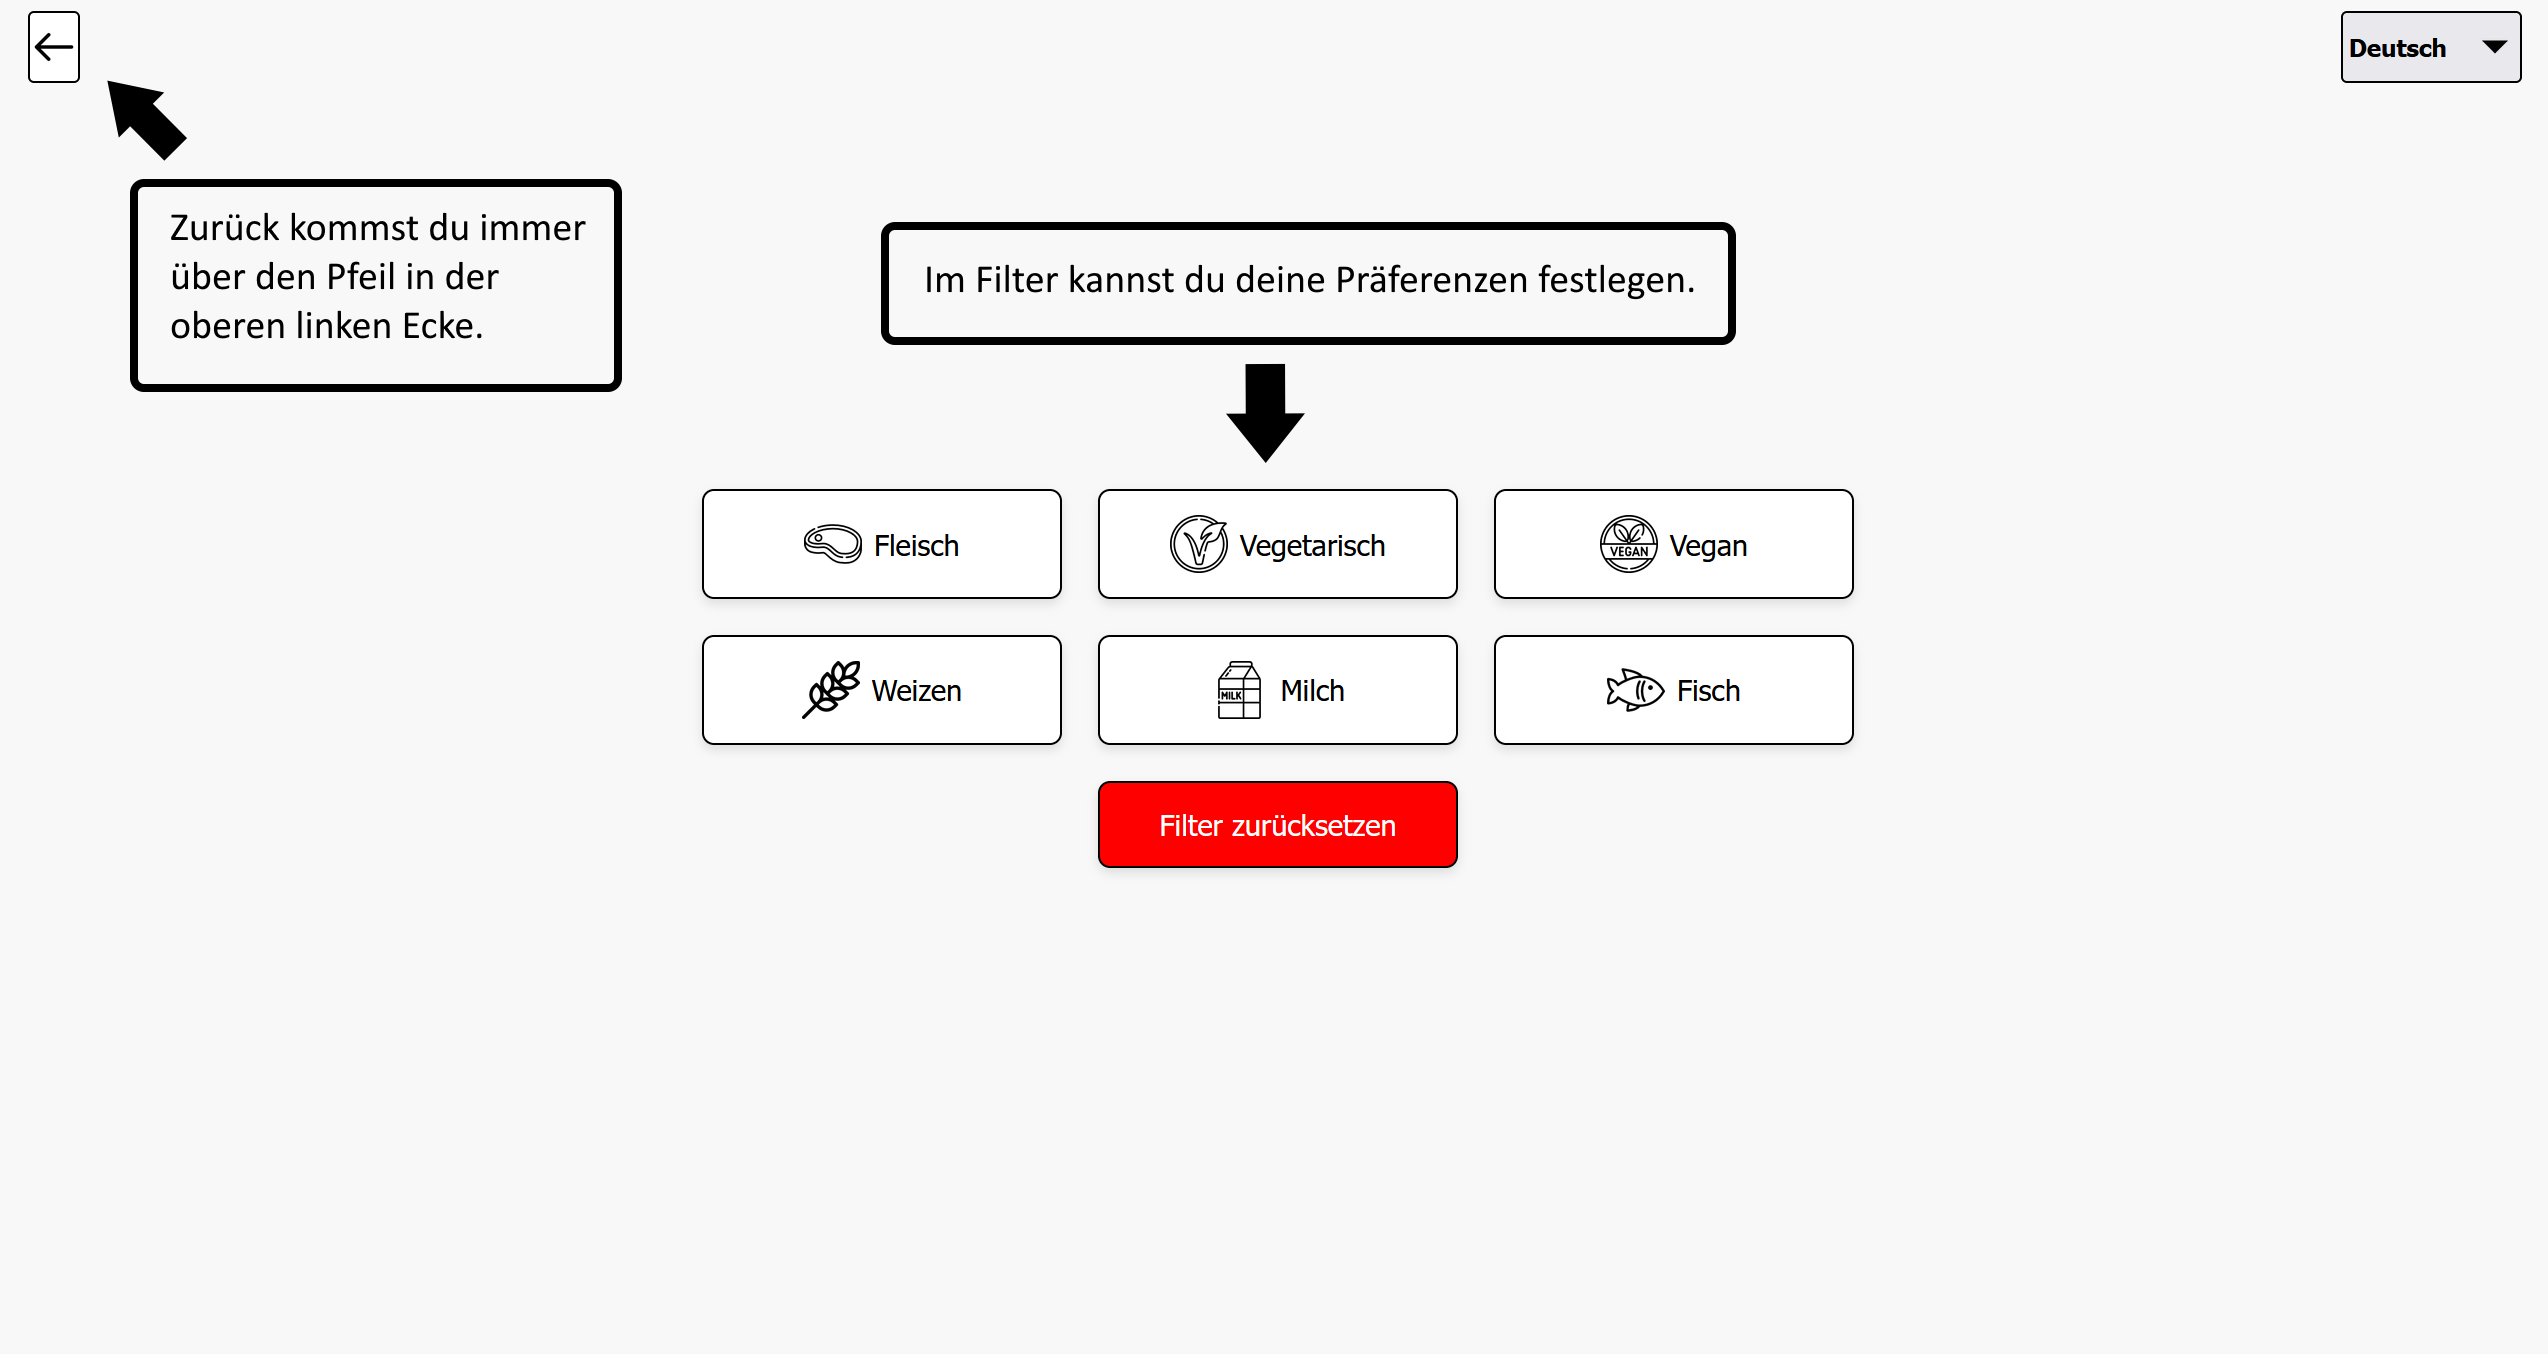 Deutsch
Zurück kommst du immer
über den Pfeil in der
oberen linken Ecke.
Im Filter kannst du deine Präferenzen festlegen.
Fleisch
Vegetarisch
VEGAN
Vegan
Weizen
MILK
Milch
Fisch
Filter zurücksetzen